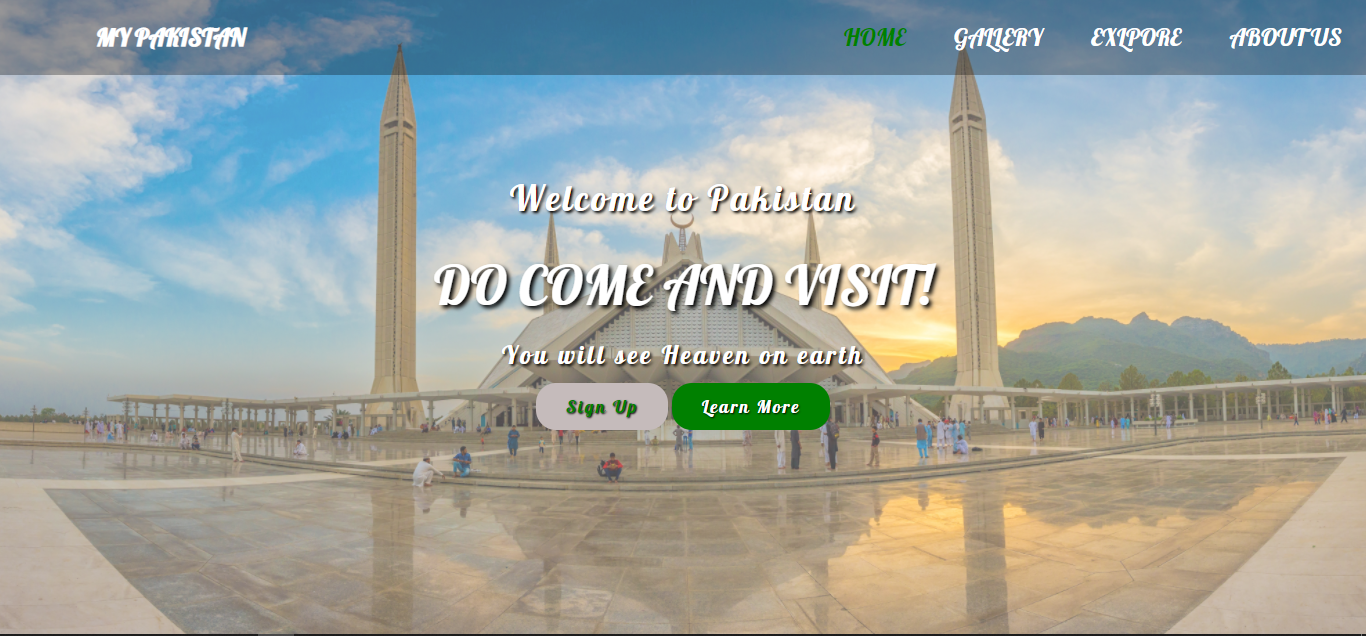 MY PAKISTAN
HOME GALLERY EXLPORE ABOUT US
Welcome to Pakistan
DO COME AND VISIT!
You will see Heaven on earth
Sign Up Learn More